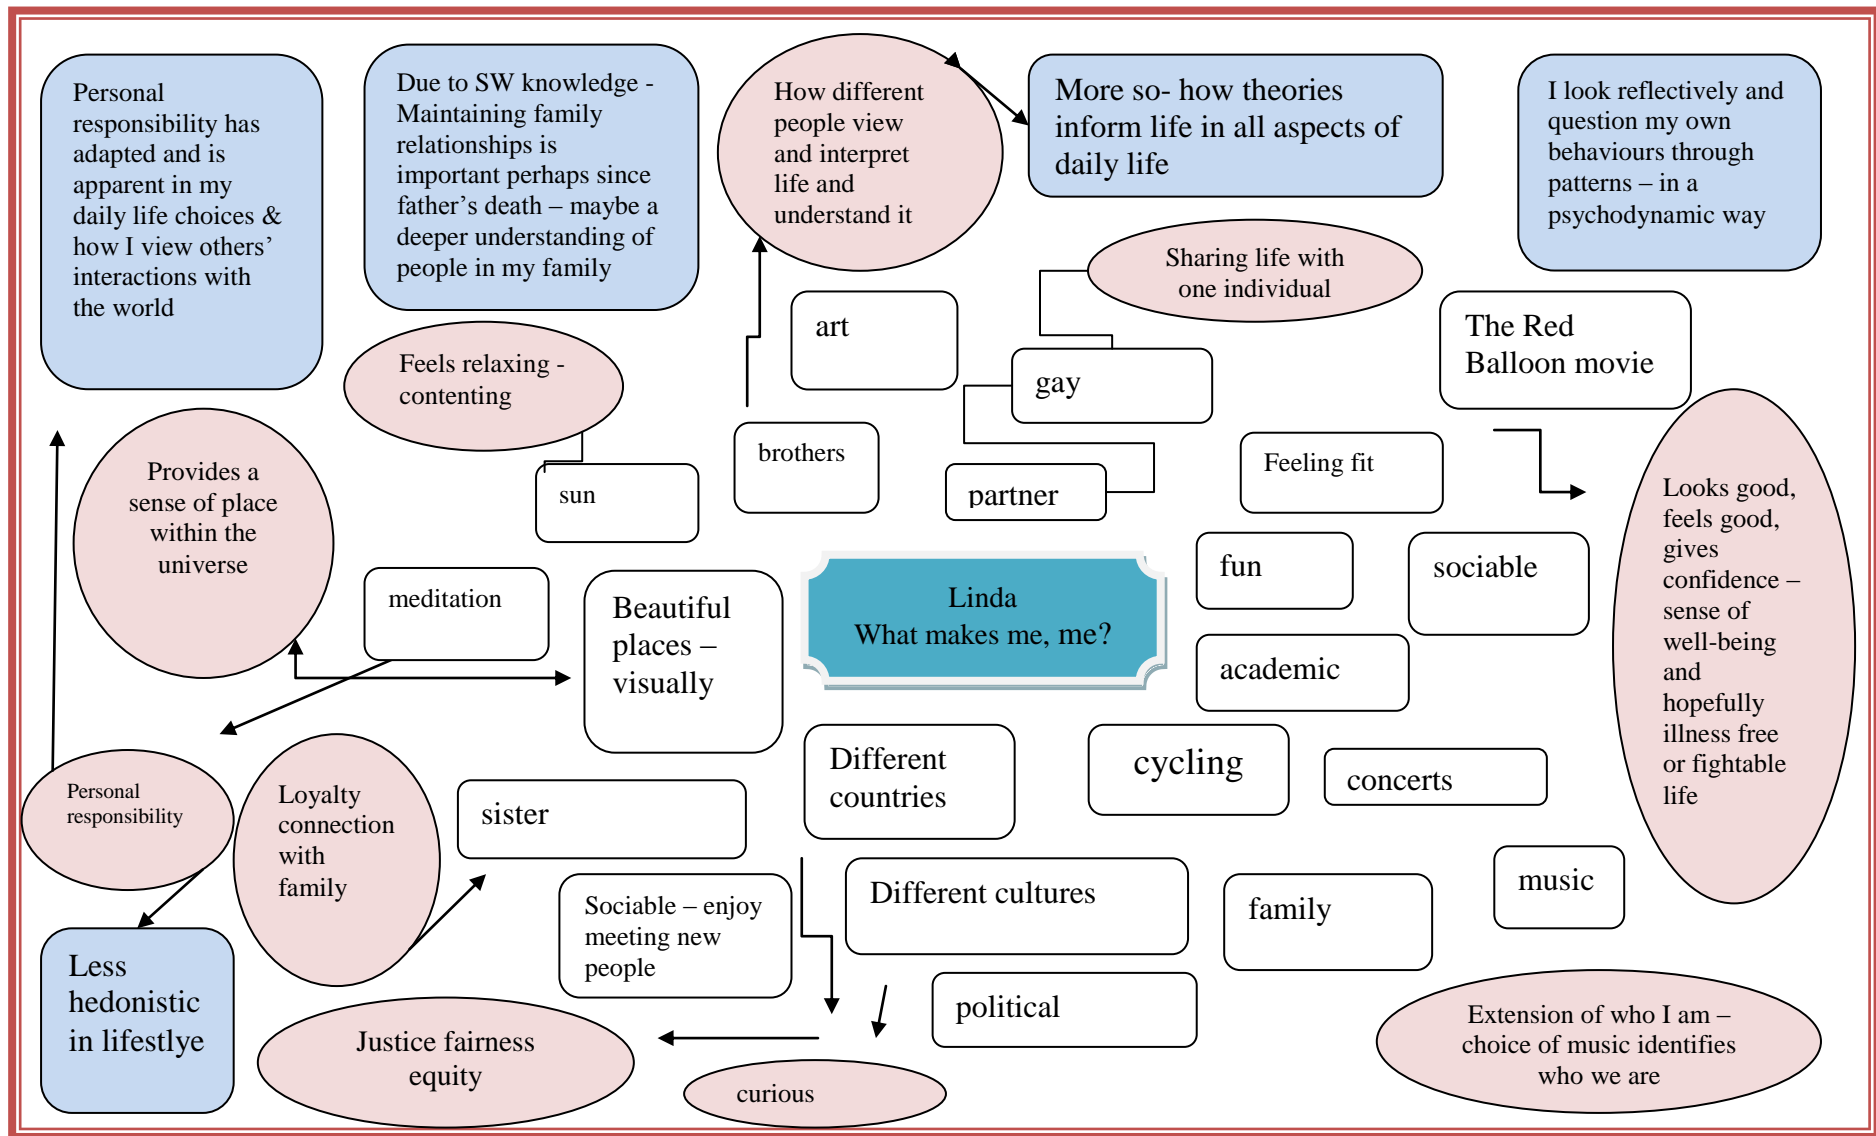 Personal
responsibility has
adapted and is
apparent in my
daily life choices &
how I view others’
interactions with
the world
Due to SW knowledge -
Maintaining family
relationships is
important perhaps since
father’s death – maybe a
deeper understanding of
people in my family
How different
people view
and interpret
life and
understand it
More so- how theories
inform life in all aspects of
daily life
I look reflectively and
question my own
behaviours through
patterns – in a
psychodynamic way
Sharing life with
one individual
art
The Red
Balloon movie
Feels relaxing -
contenting
gay
brothers
Feeling fit
Provides a
sense of place
within the
universe
sun
partner
Looks good,
feels good,
gives
confidence –
sense of
well-being
and
hopefully
illness free
or fightable
life
fun
sociable
meditation
Beautiful
places –
visually
Linda
What makes me, me?
academic
Different
countries
cycling
concerts
Personal
responsibility
Loyalty
connection
with
family
sister
Sociable – enjoy
meeting new
people
Different cultures
family
music
Less
hedonistic
in lifestlye
political
Justice fairness
equity
curious
Extension of who I am –
choice of music identifies
who we are